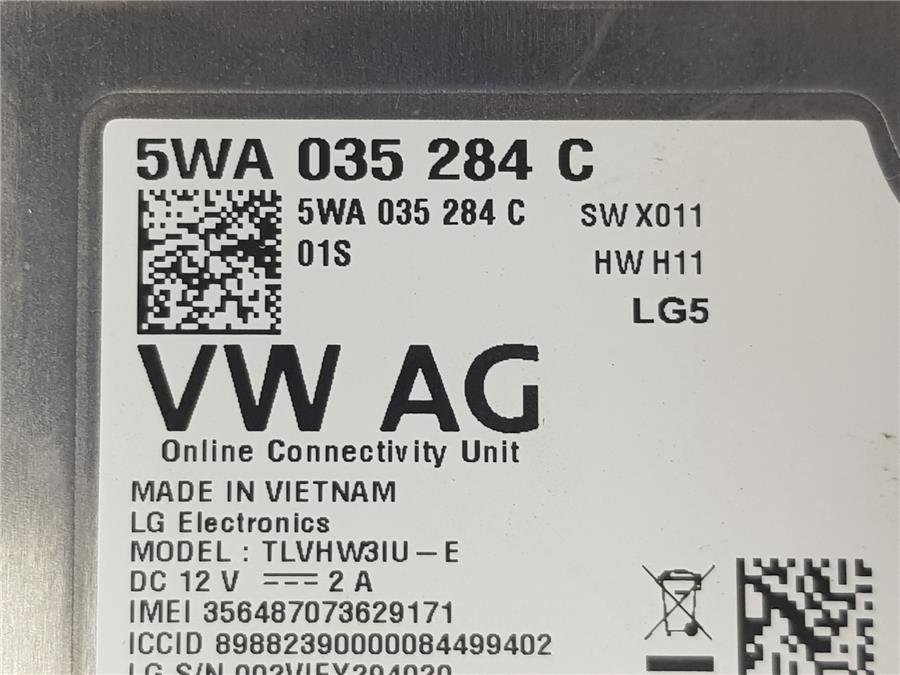 5WA 035 284 C
5WA 035 284 C
SW X011
01S
HW H11
LG5
VW AG
Online Connectivity Unit
MADE IN VIETNAM
LG Electronics
MODEL : TLVHW3IU – E
DC 12 V ⎓ 2 A
IMEI 356487073629171
ICCID 89882390000084499402
LG S/N